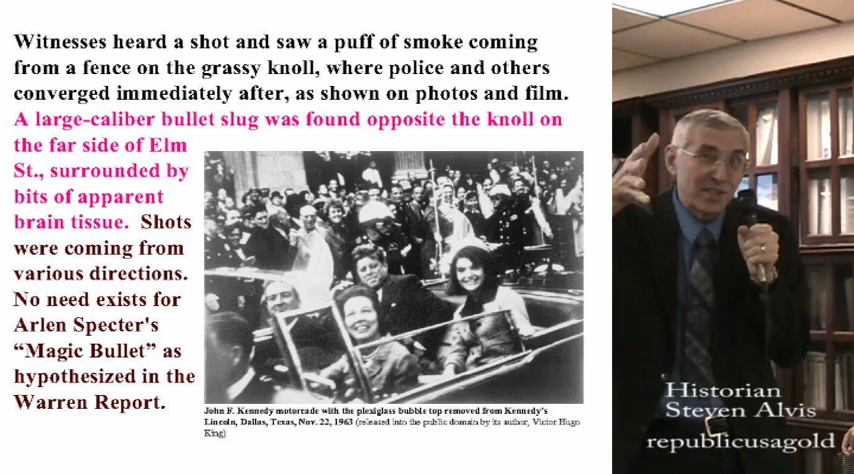 Witnesses heard a shot and saw a puff of smoke coming
from a fence on the grassy knoll, where police and others
converged immediately after, as shown on photos and film.
A large-caliber bullet slug was found opposite the knoll on
the far side of Elm
St., surrounded by
bits of apparent
brain tissue. Shots
were coming from
various directions.
No need exists for
Arlen Specter's
“Magic Bullet” as
hypothesized in the
Warren Report.
John F. Kennedy motorcade with the plexiglass bubble top removed from Kennedy's
Lincoln, Dallas, Texas, Nov. 22, 1963 (released into the public domain by its author, Victor Hugo
King)
Historian
Steven Alvis
republicusagold